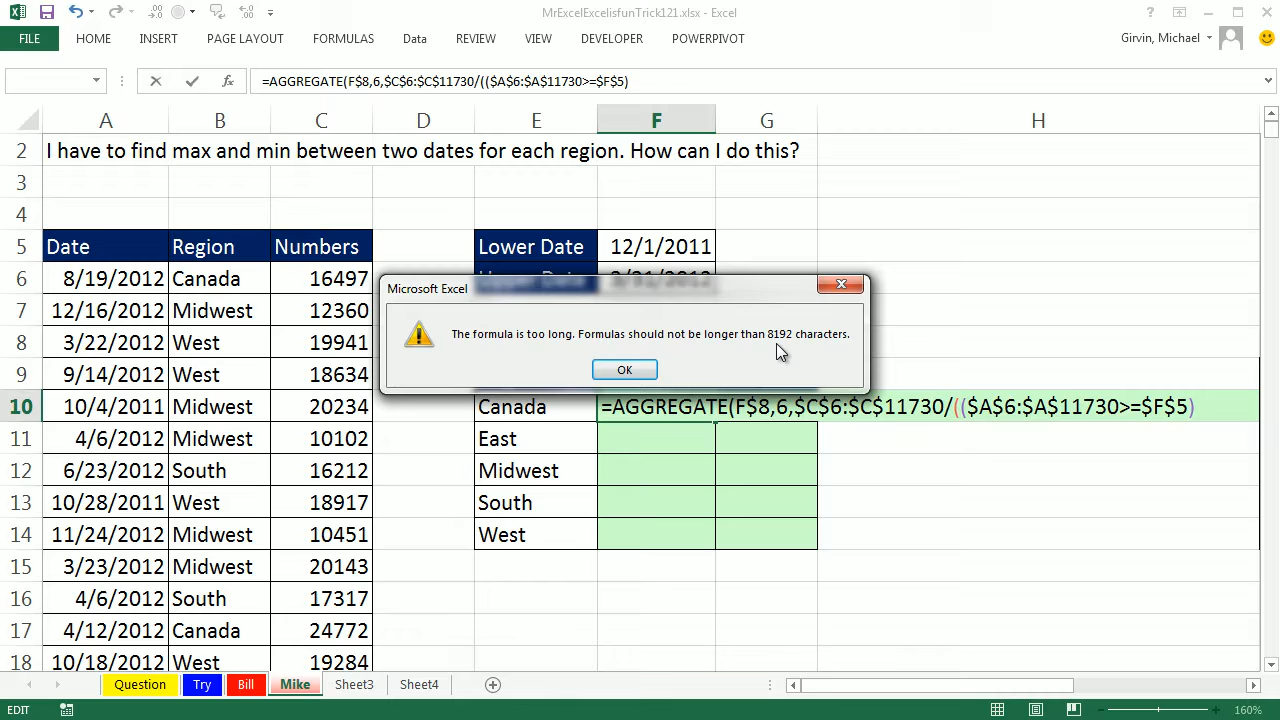 MrExcelExcelisfunTrick121.xlsx - Excel
FILE HOME INSERT PAGE LAYOUT FORMULAS Data REVIEW VIEW DEVELOPER POWERPIVOT Girvin, Michael
=AGGREGATE(F$8,6,$C$6:$C$11730/(($A$6:$A$11730>=$F$5)
A B C D E F G H
2 I have to find max and min between two dates for each region. How can I do this?
3
4
5 Date Region Numbers Lower Date 12/1/2011
6 8/19/2012 Canada 16497 Upper Date 3/31/2012
7 12/16/2012 Midwest 12360
8 3/22/2012 West 19941
9 9/14/2012 West 18634
Microsoft Excel
The formula is too long. Formulas should not be longer than 8192 characters.
OK
10 10/4/2011 Midwest 20234 Canada =AGGREGATE(F$8,6,$C$6:$C$11730/(($A$6:$A$11730>=$F$5)
11 4/6/2012 Midwest 10102 East
12 6/23/2012 South 16212 Midwest
13 10/28/2011 West 18917 South
14 11/24/2012 Midwest 10451 West
15 3/23/2012 Midwest 20143
16 4/6/2012 South 17317
17 4/12/2012 Canada 24772
18 10/18/2012 West 19284
Question Try Bill Mike Sheet3 Sheet4
EDIT 160%